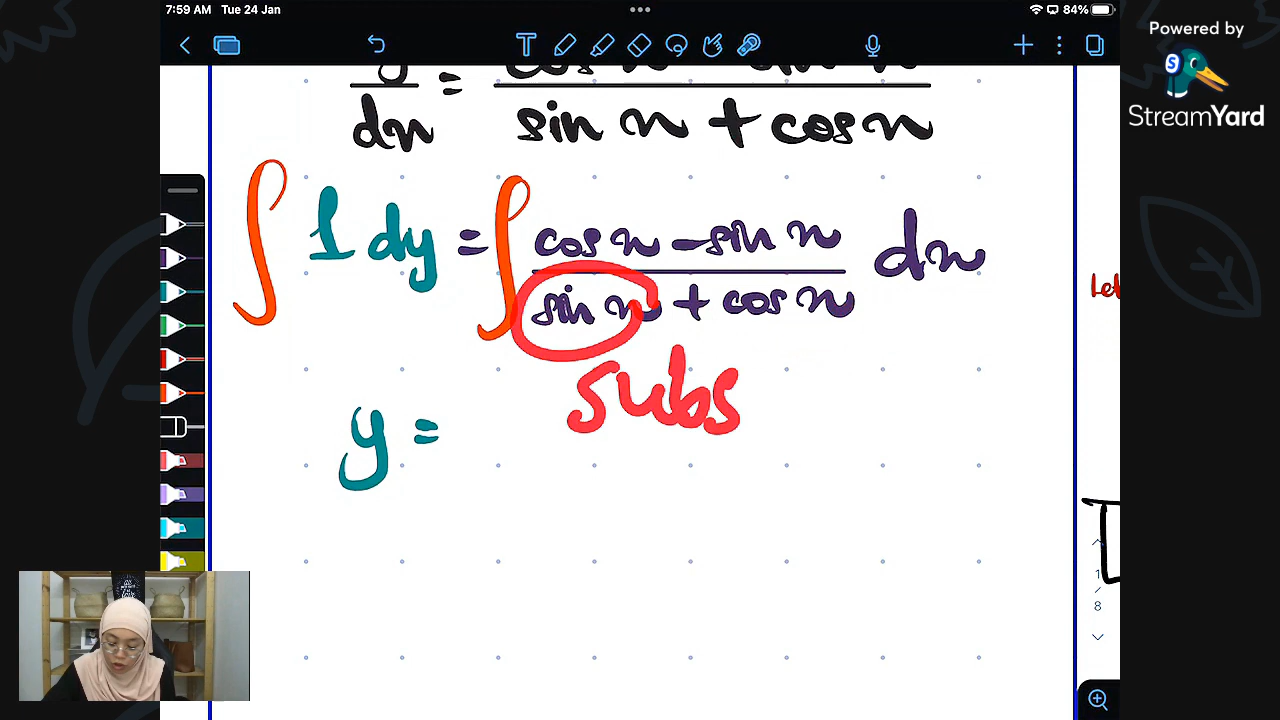 7:59 AM Tue 24 Jan
84%
Powered by
StreamYard
T
dx = sin x + cos x
∫ 1 dy = ∫ cos x - sin x / sin x + cos x dx
Let
subs
y =
1
/
8